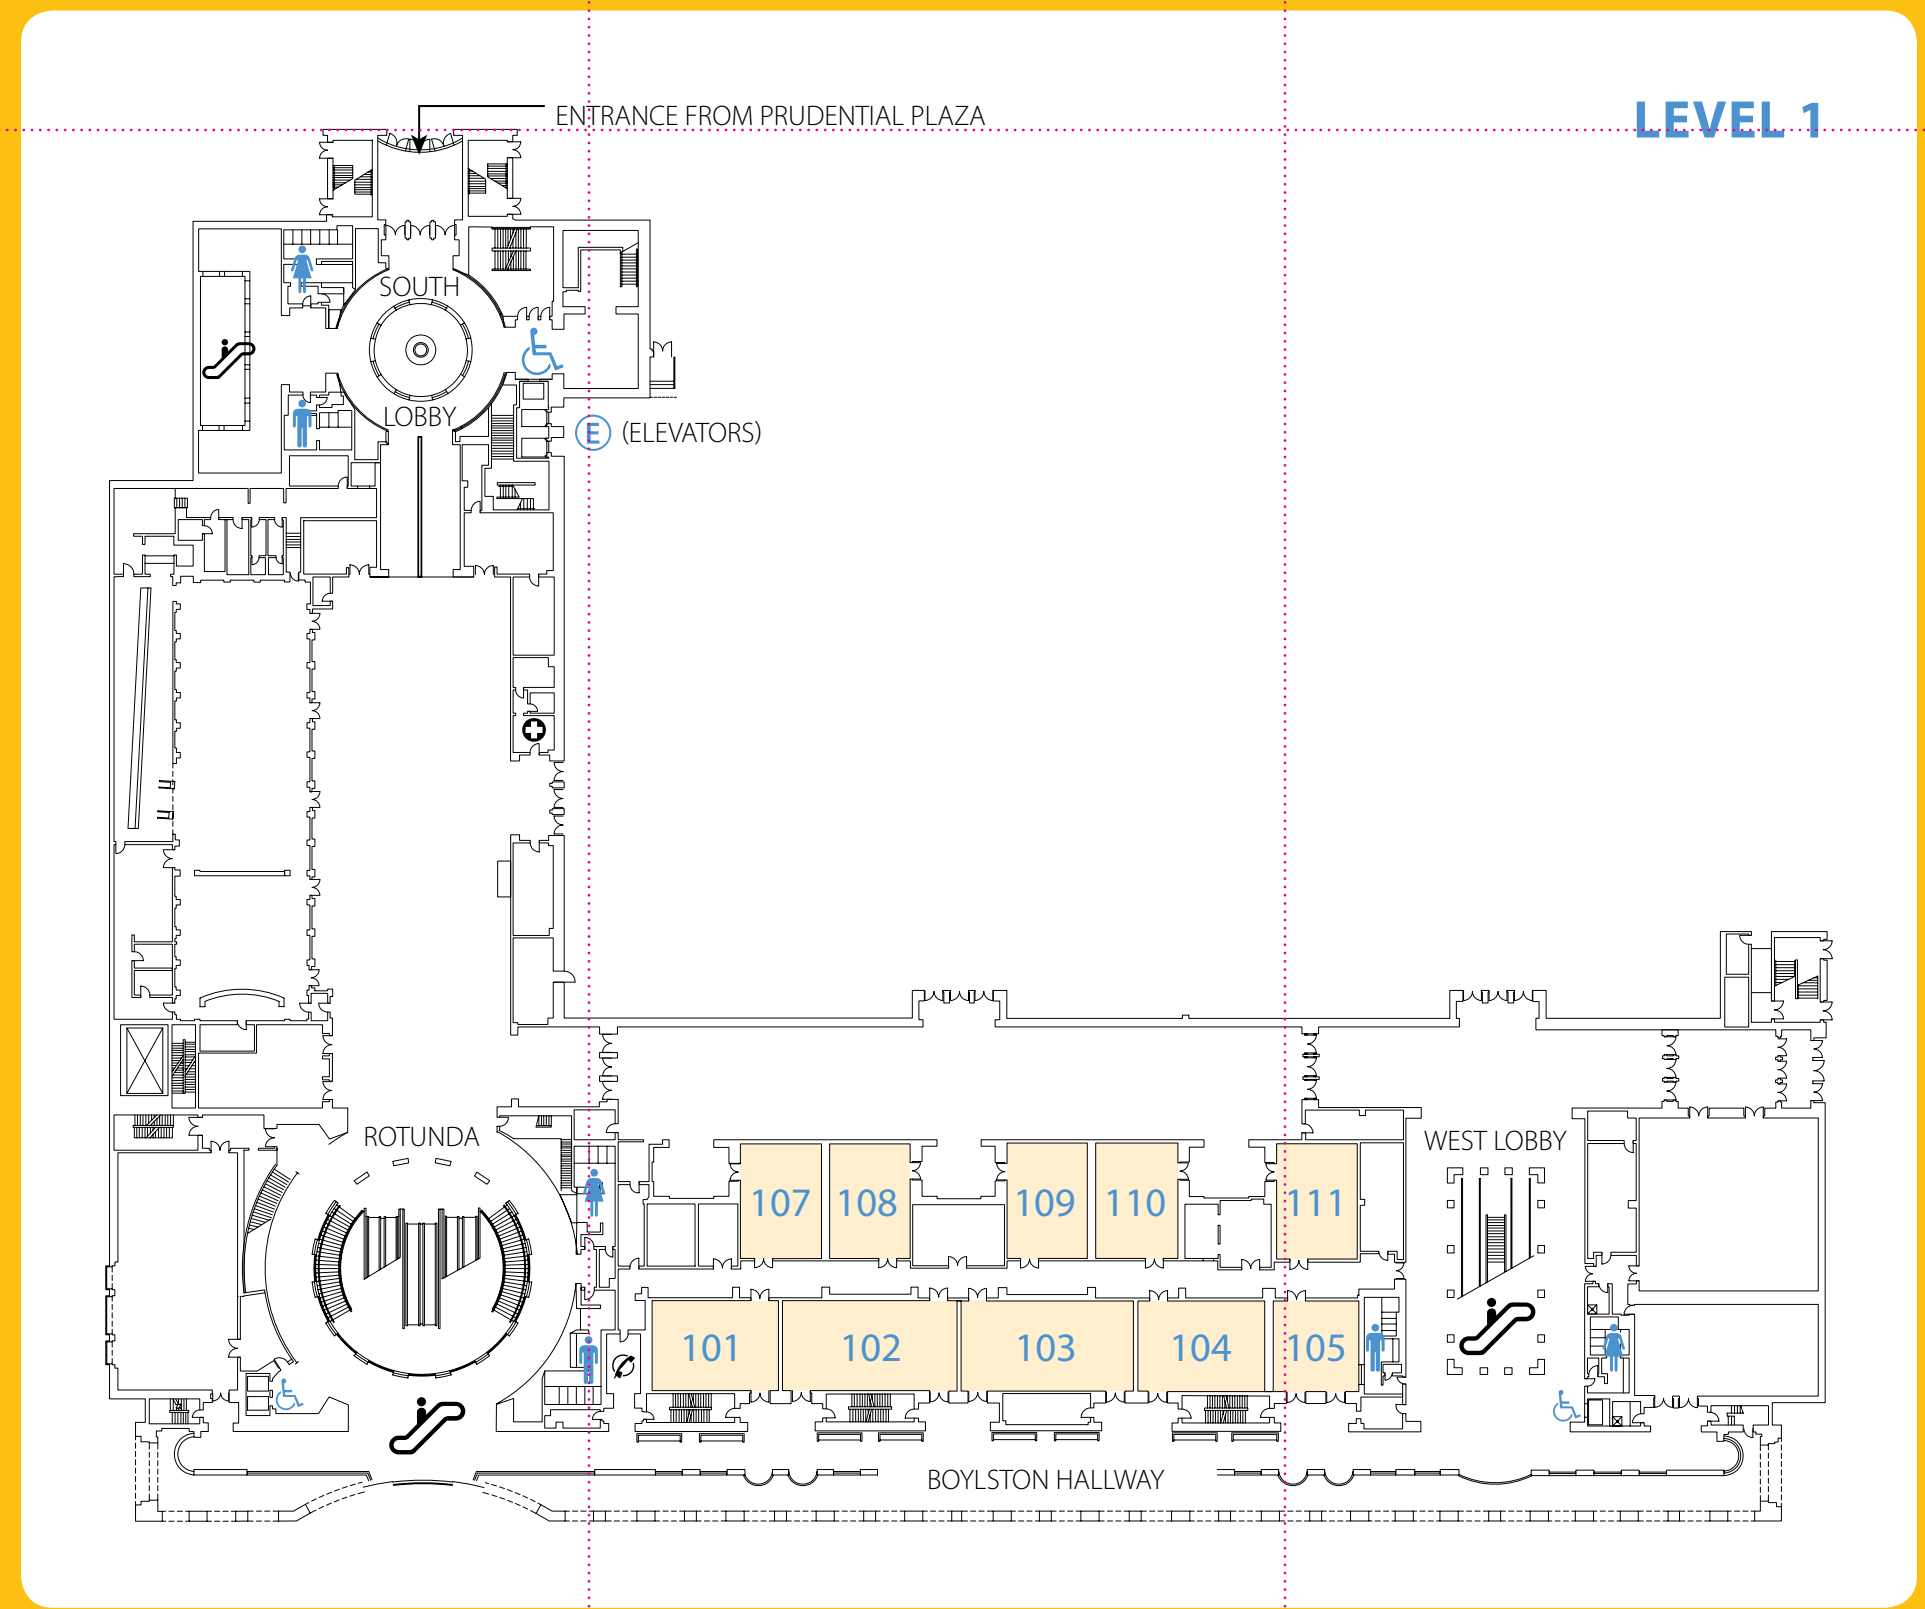 ENTRANCE FROM PRUDENTIAL PLAZA
LEVEL 1
SOUTH
LOBBY
E (ELEVATORS)
ROTUNDA
WEST LOBBY
107 108 109 110 111
101 102 103 104 105
BOYLSTON HALLWAY